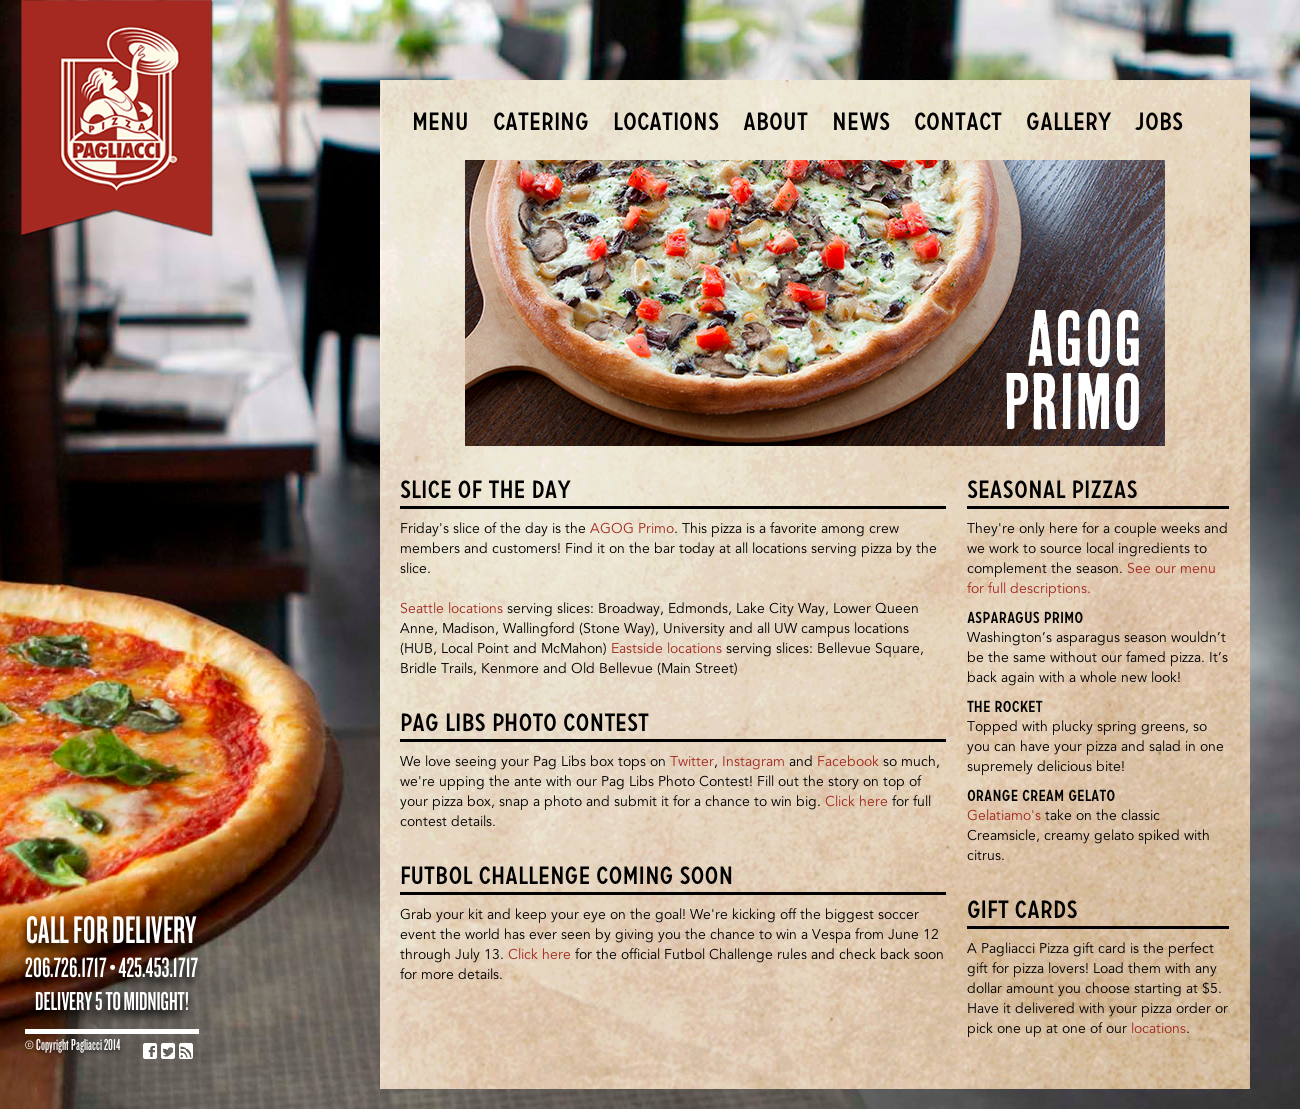 PIZZA
PAGLIACCI
MENU CATERING LOCATIONS ABOUT NEWS CONTACT GALLERY JOBS
AGOG
PRIMO
SLICE OF THE DAY
Friday's slice of the day is the AGOG Primo. This pizza is a favorite among crew
members and customers! Find it on the bar today at all locations serving pizza by the
slice.
Seattle locations serving slices: Broadway, Edmonds, Lake City Way, Lower Queen
Anne, Madison, Wallingford (Stone Way), University and all UW campus locations
(HUB, Local Point and McMahon) Eastside locations serving slices: Bellevue Square,
Bridle Trails, Kenmore and Old Bellevue (Main Street)
PAG LIBS PHOTO CONTEST
We love seeing your Pag Libs box tops on Twitter, Instagram and Facebook so much,
we're upping the ante with our Pag Libs Photo Contest! Fill out the story on top of
your pizza box, snap a photo and submit it for a chance to win big. Click here for full
contest details.
FUTBOL CHALLENGE COMING SOON
Grab your kit and keep your eye on the goal! We're kicking off the biggest soccer
event the world has ever seen by giving you the chance to win a Vespa from June 12
through July 13. Click here for the official Futbol Challenge rules and check back soon
for more details.
SEASONAL PIZZAS
They're only here for a couple weeks and
we work to source local ingredients to
complement the season. See our menu
for full descriptions.
ASPARAGUS PRIMO
Washington’s asparagus season wouldn’t
be the same without our famed pizza. It’s
back again with a whole new look!
THE ROCKET
Topped with plucky spring greens, so
you can have your pizza and salad in one
supremely delicious bite!
ORANGE CREAM GELATO
Gelatiamo's take on the classic
Creamsicle, creamy gelato spiked with
citrus.
GIFT CARDS
A Pagliacci Pizza gift card is the perfect
gift for pizza lovers! Load them with any
dollar amount you choose starting at $5.
Have it delivered with your pizza order or
pick one up at one of our locations.
CALL FOR DELIVERY
206.726.1717 • 425.453.1717
DELIVERY 5 TO MIDNIGHT!
© Copyright Pagliacci 2014